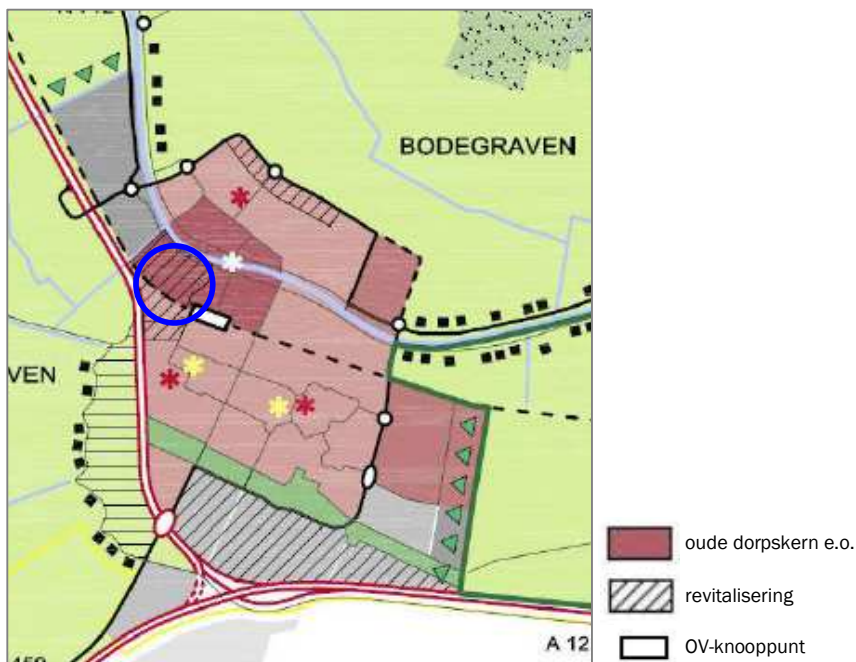 BODEGRAVEN
VEN
A 12
oude dorpskern e.o.
revitalisering
OV-knooppunt